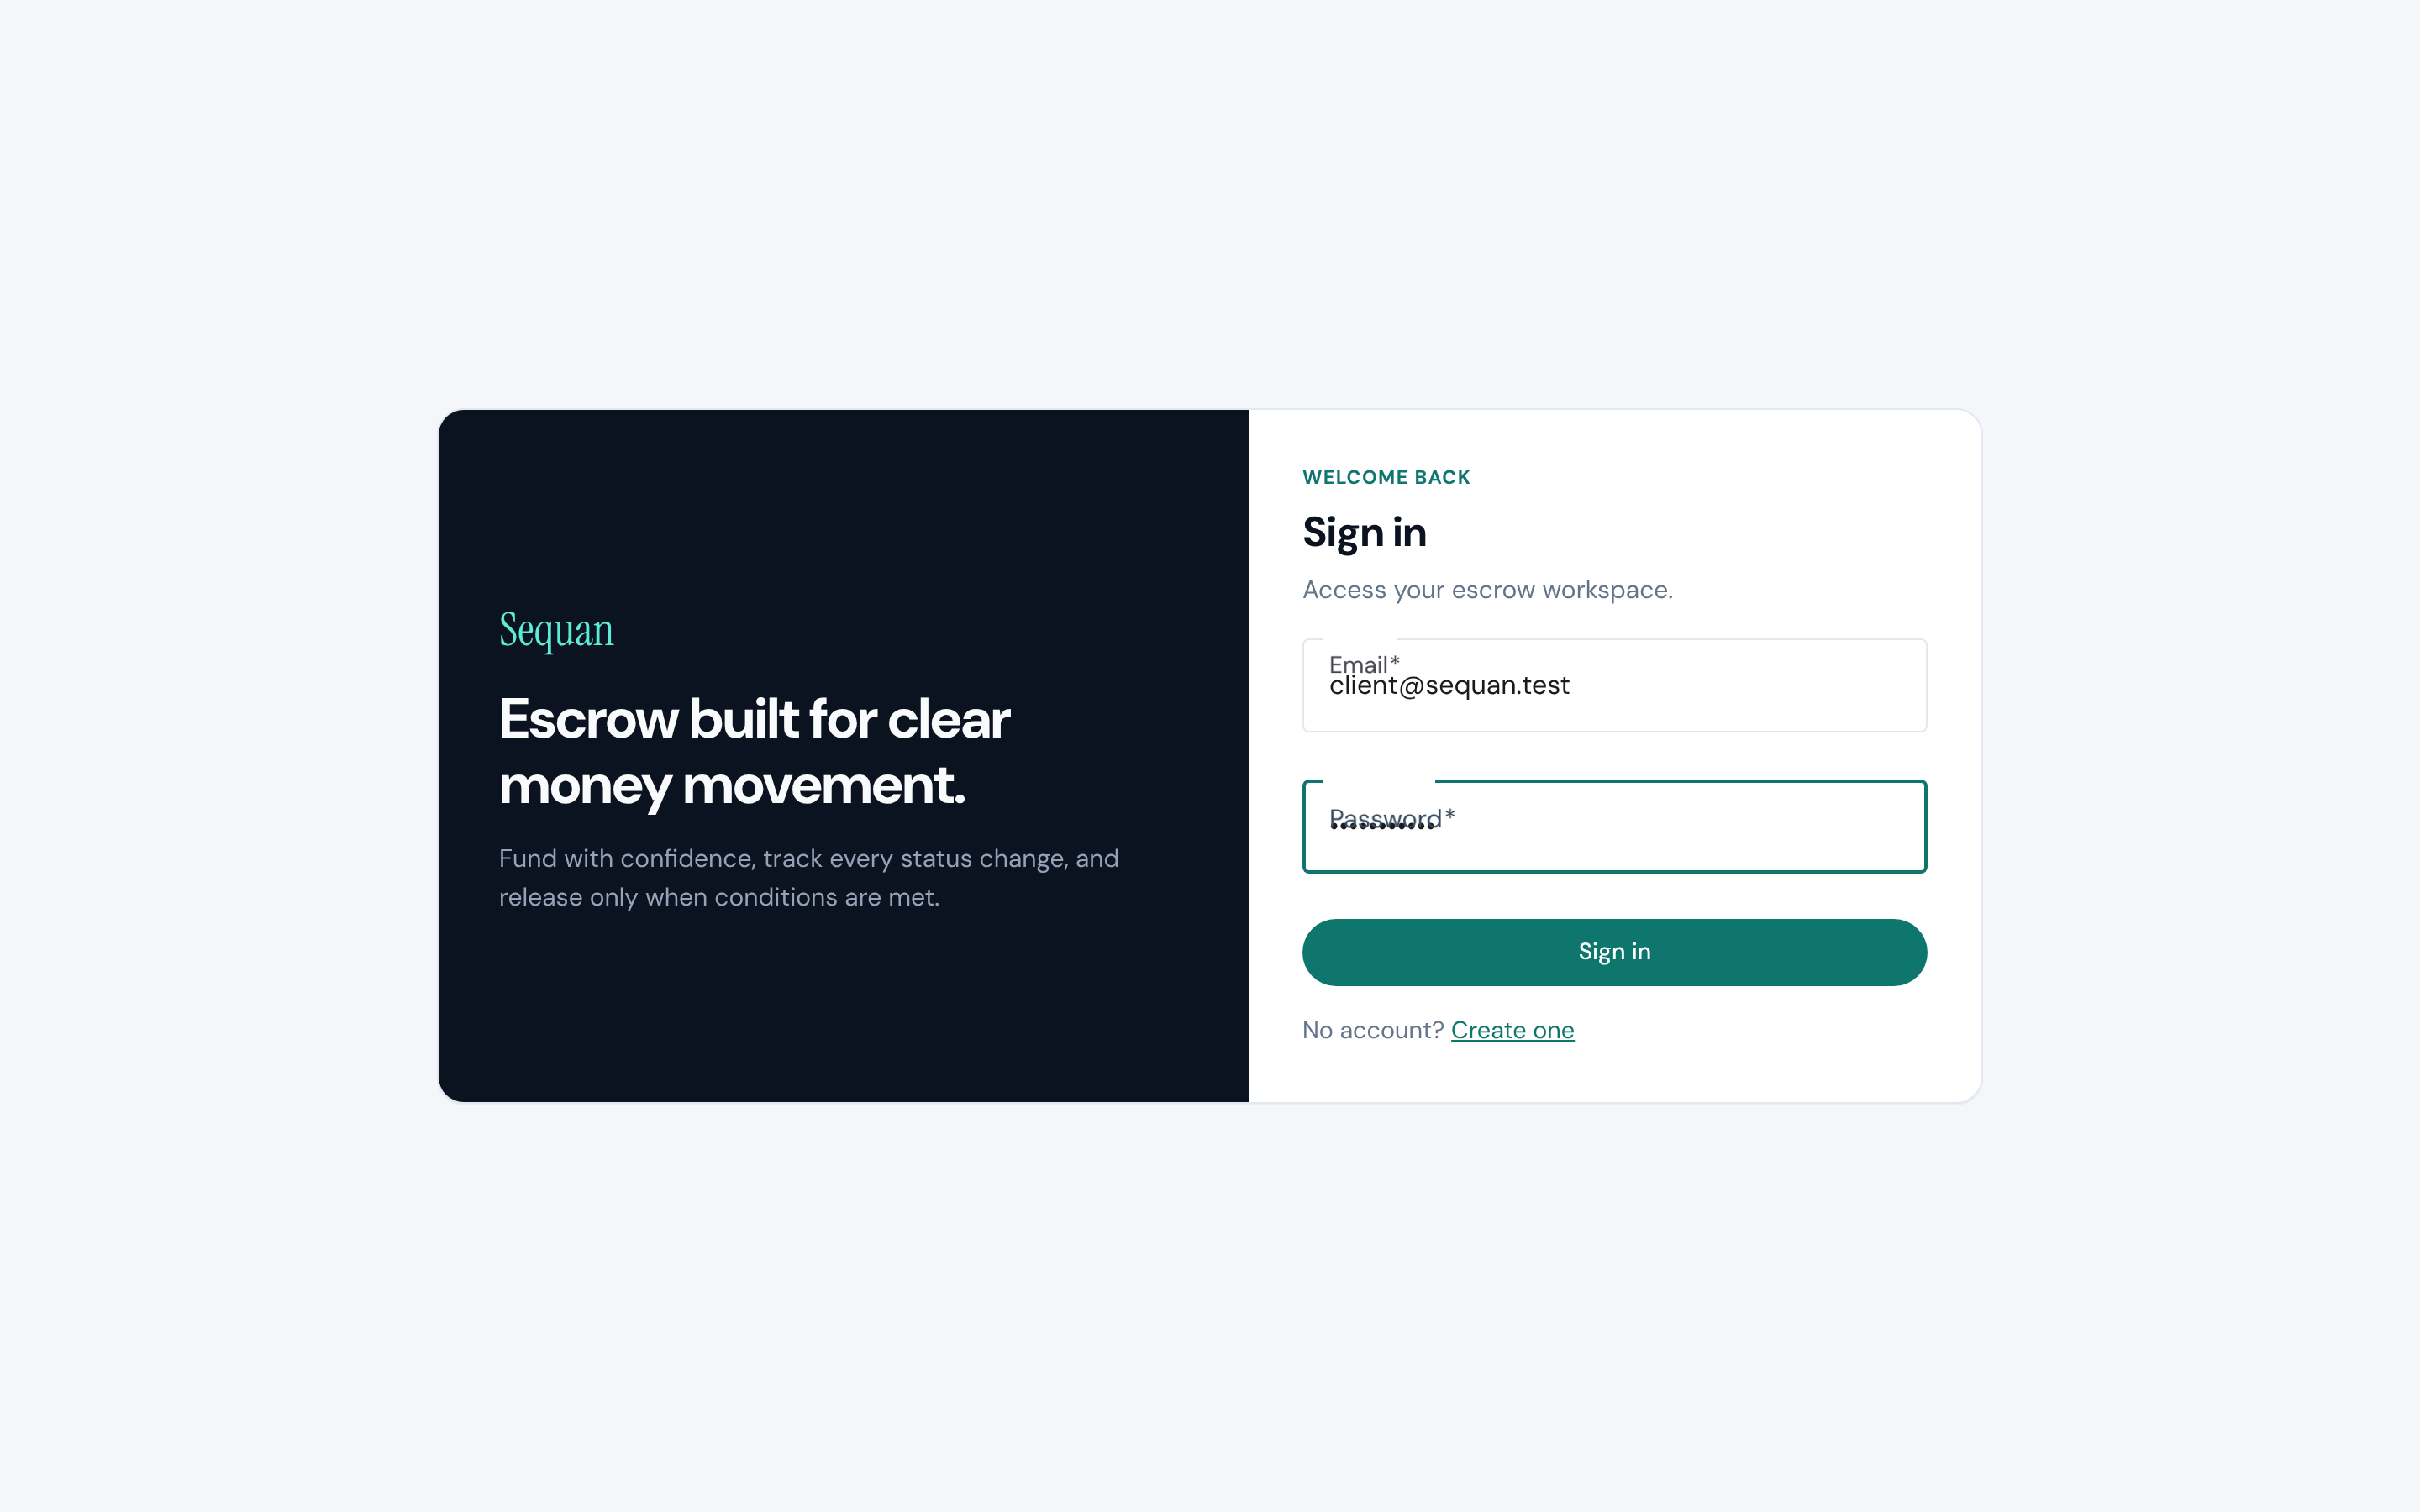 Sequan
Escrow built for clear
money movement.
Fund with confidence, track every status change, and
release only when conditions are met.
WELCOME BACK
Sign in
Access your escrow workspace.
Email*
client@sequan.test
Password*
Sign in
No account? Create one